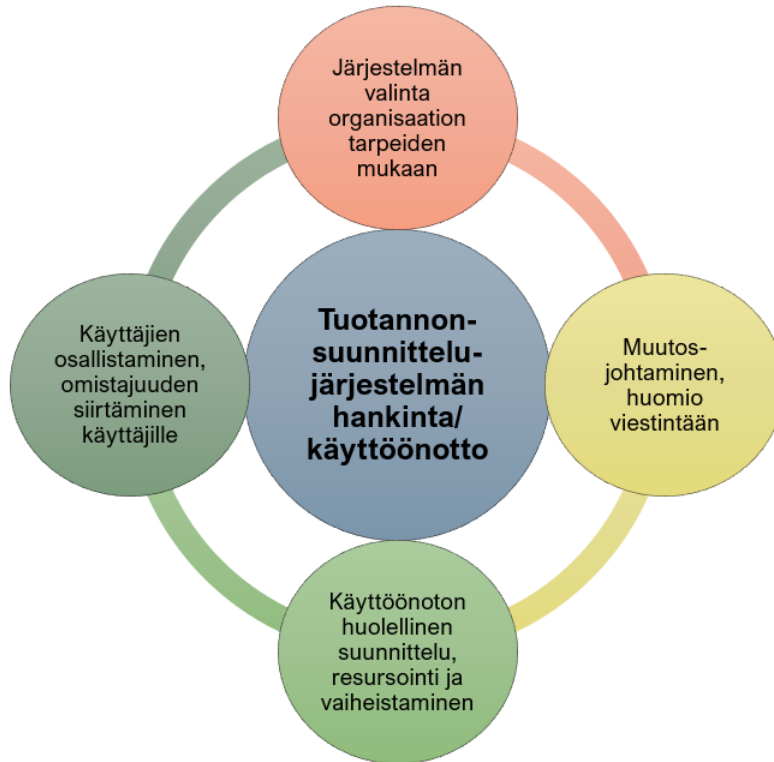 Järjestelmän
valinta
organisaation
tarpeiden
mukaan
Käyttäjien
osallistaminen,
omistajuuden
siirtäminen
käyttäjille
Tuotannon-
suunnittelu-
järjestelmän
hankinta/
käyttöönotto
Muutos-
johtaminen,
huomio
viestintään
Käyttöönoton
huolellinen
suunnittelu,
resursointi ja
vaiheistaminen